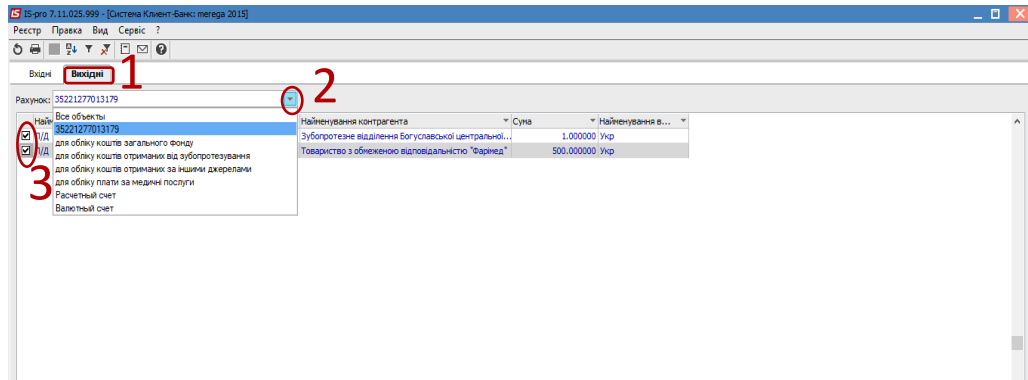 IS IS-pro 7.11.025.999 - [Система Клиент-Банк: merega 2015]
Реєстр Правка Вид Сервіс ?
Вхідні Вихідні 1
Рахунок: 35221277013179 2
Найменування контрагента Сума Найменування в...
Все объекты
П/Д 35221277013179 Зубопротезне відділення Богуславської центральної... 1.000000 Укр
П/Д для обліку коштів загального фонду Товариство з обмеженою відповідальністю "Фарімед" 500.000000 Укр
для обліку коштів отриманих від зубопротезування
для обліку коштів отриманих за іншими джерелами
3 для обліку плати за медичні послуги
Расчетный счет
Валютный счет